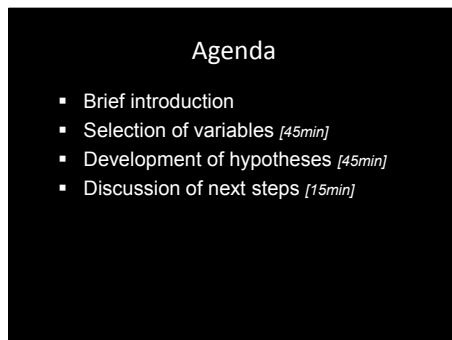 Agenda
▪ Brief introduction
▪ Selection of variables [45min]
▪ Development of hypotheses [45min]
▪ Discussion of next steps [15min]